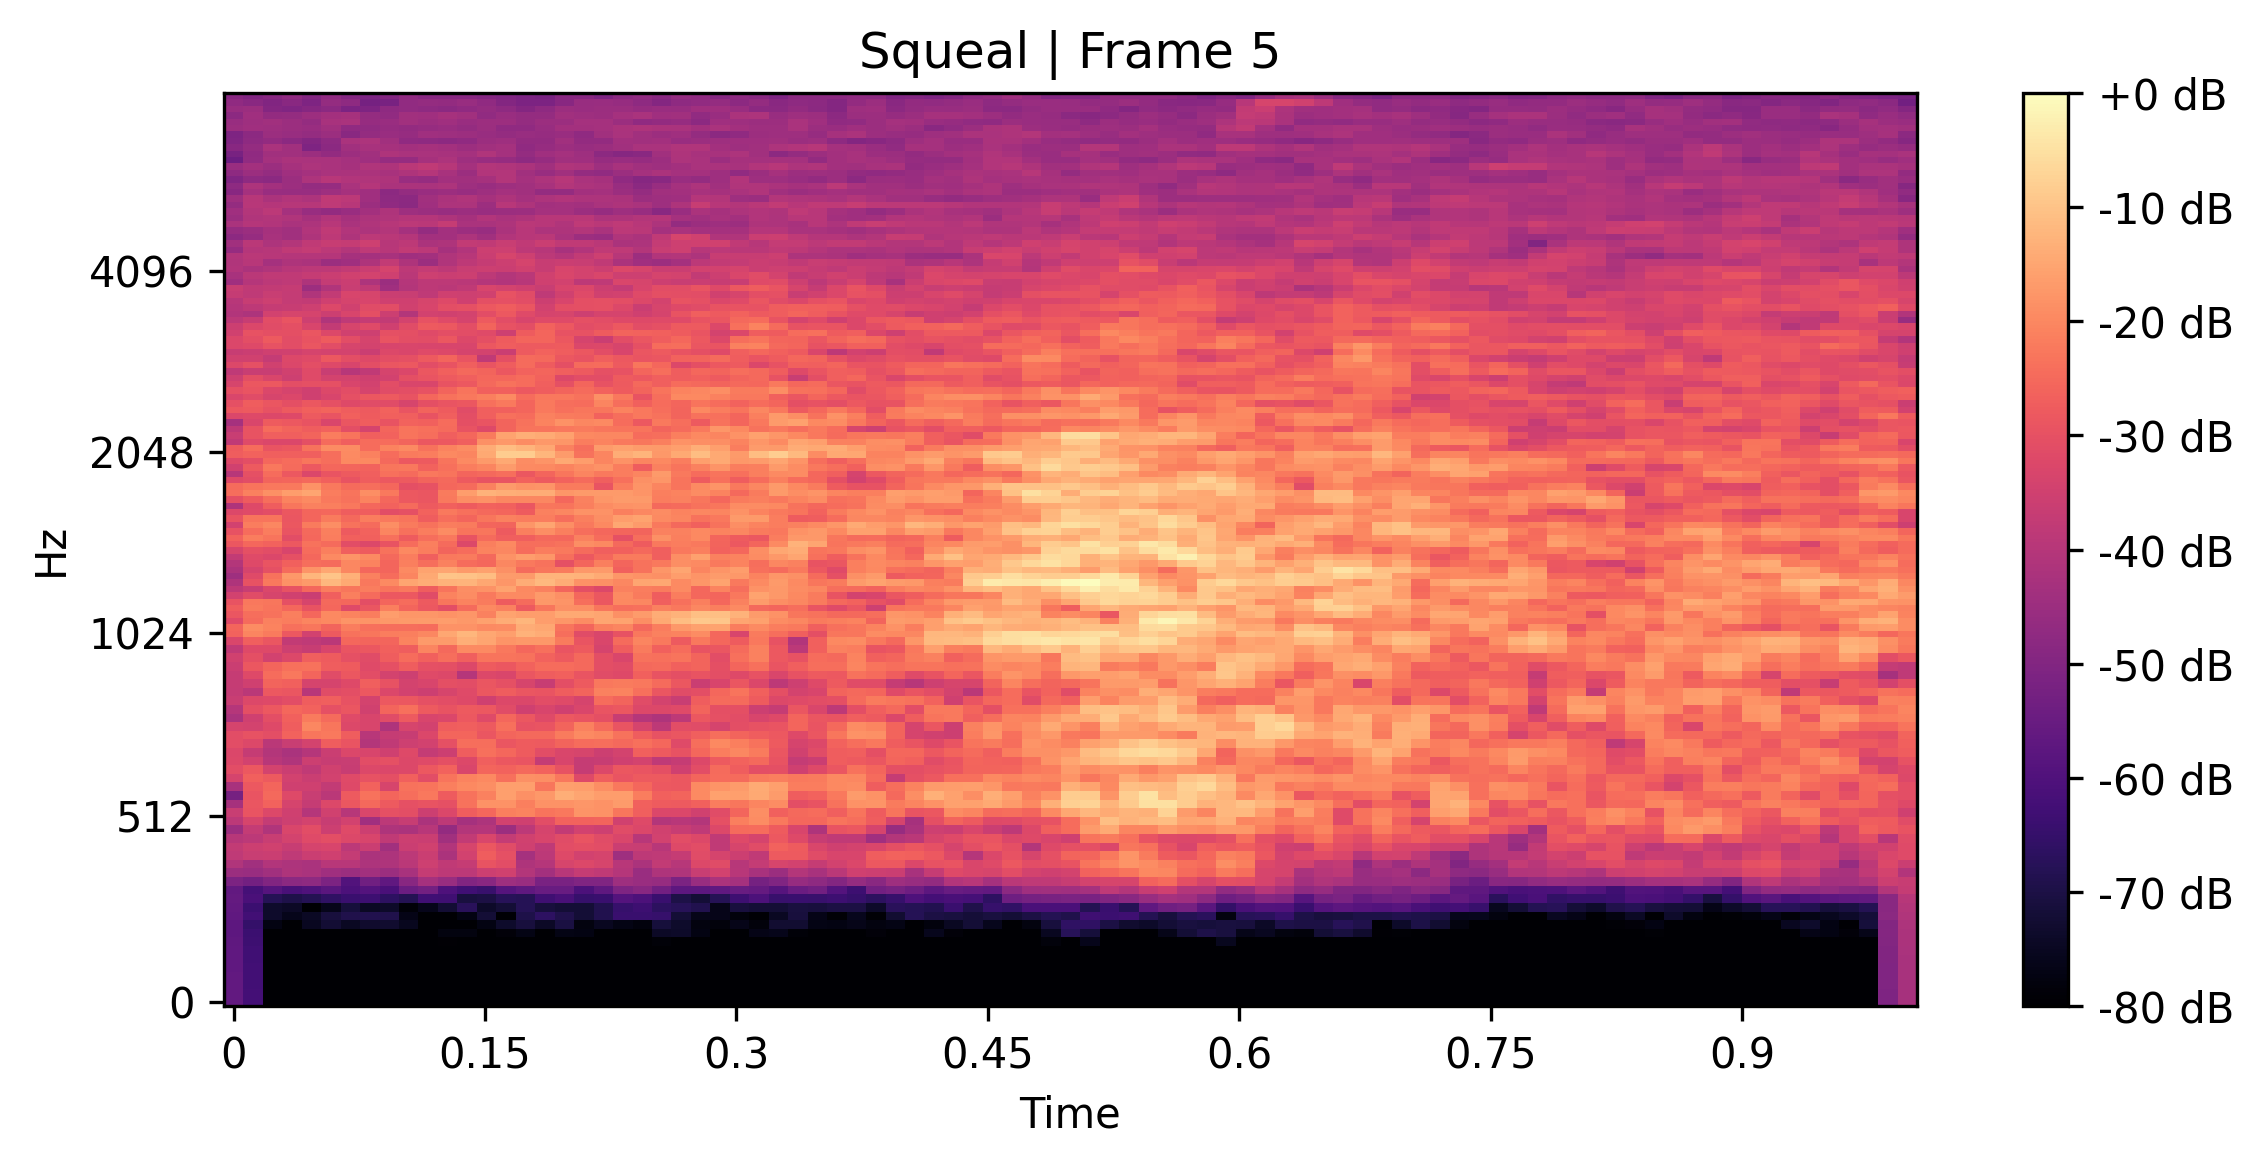 Squeal | Frame 5
+0 dB
-10 dB
-20 dB
-30 dB
-40 dB
-50 dB
-60 dB
-70 dB
-80 dB
4096
2048
1024
512
0
Hz
0 0.15 0.3 0.45 0.6 0.75 0.9
Time